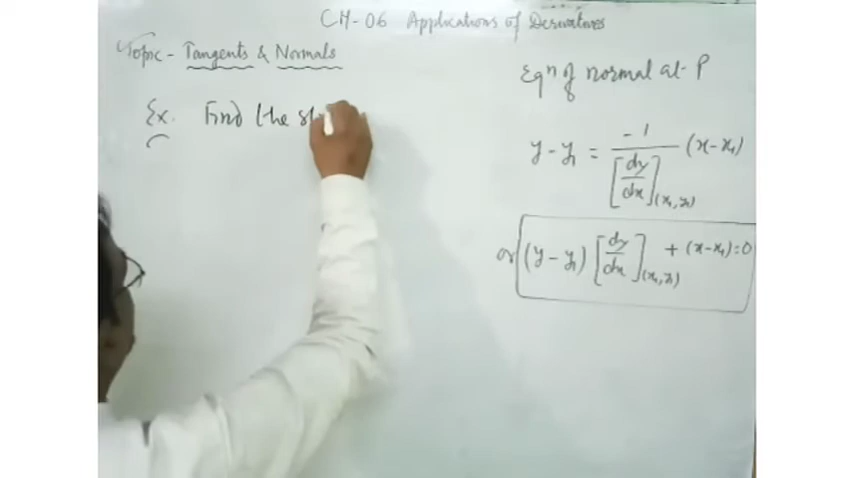 CH-06 Applications of Derivatives
Topic - Tangents & Normals
Ex. Find the sl
Eqⁿ of normal at P
y - y₁ = -1 / [dy/dx](x₁, y₁) (x - x₁)
or (y - y₁) [dy/dx](x₁, y₁) + (x - x₁) = 0